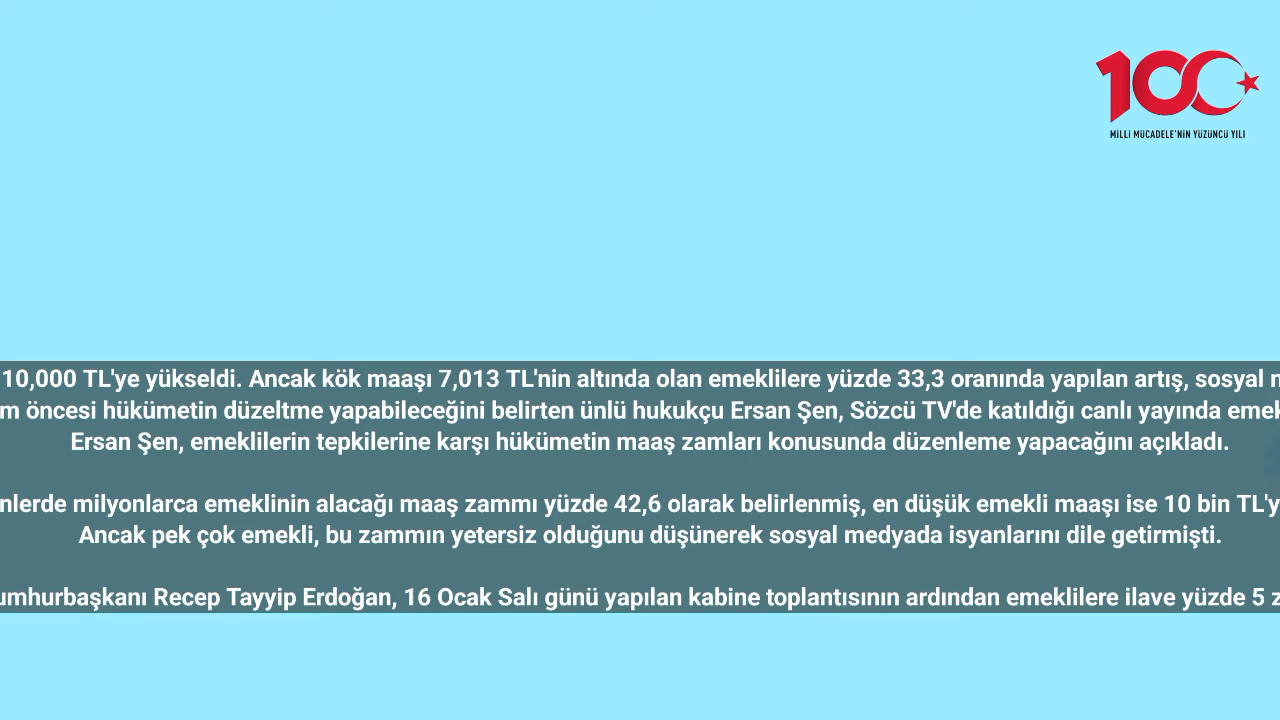 100
MİLLİ MÜCADELE'NİN YÜZÜNCÜ YILI
10,000 TL'ye yükseldi. Ancak kök maaşı 7,013 TL'nin altında olan emeklilere yüzde 33,3 oranında yapılan artış, sosyal
öncesi hükümetin düzeltme yapabileceğini belirten ünlü hukukçu Ersan Şen, Sözcü TV'de katıldığı canlı yayında
Ersan Şen, emeklilerin tepkilerine karşı hükümetin maaş zamları konusunda düzenleme yapacağını açıkladı.
milyonlarca emeklinin alacağı maaş zammı yüzde 42,6 olarak belirlenmiş, en düşük emekli maaşı ise 10 bin
Ancak pek çok emekli, bu zammın yetersiz olduğunu düşünerek sosyal medyada isyanlarını dile getirmişti.
umhurbaşkanı Recep Tayyip Erdoğan, 16 Ocak Salı günü yapılan kabine toplantısının ardından emeklilere ilave yüzde 5